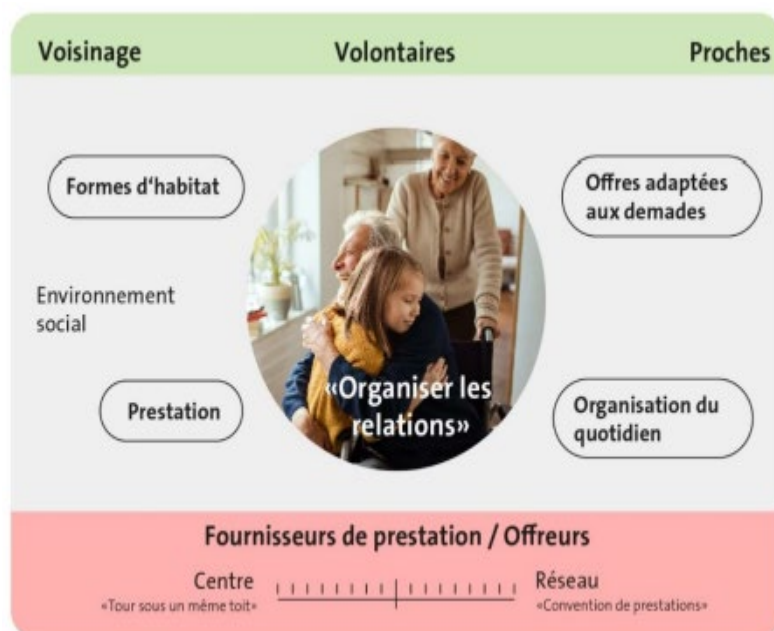 Voisinage Volontaires Proches
Formes d‘habitat
Offres adaptées
aux demades
Environnement
social
«Organiser les
relations»
Prestation
Organisation du
quotidien
Fournisseurs de prestation / Offreurs
Centre
«Tour sous un même toit»
Réseau
«Convention de prestations»